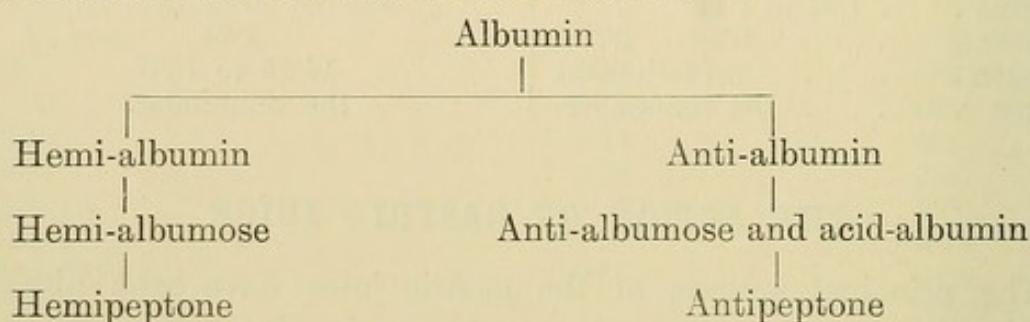 Albumin
Hemi-albumin Anti-albumin
Hemi-albumose Anti-albumose and acid-albumin
Hemipeptone Antipeptone